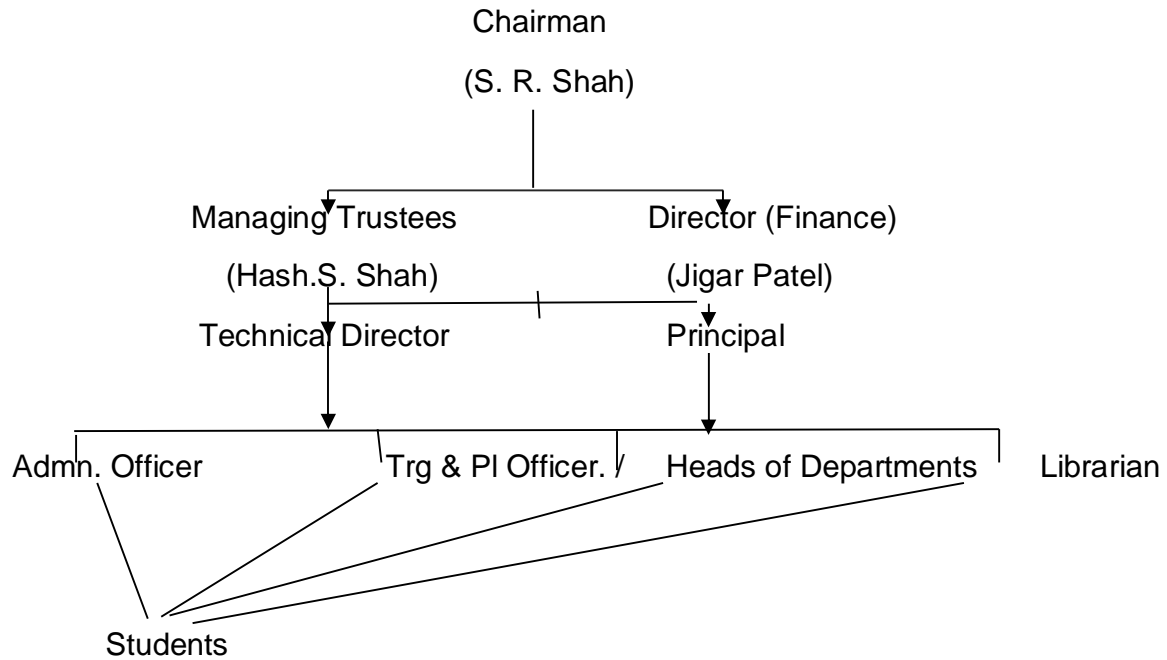 Chairman
(S. R. Shah)
Managing Trustees Director (Finance)
(Hash.S. Shah) (Jigar Patel)
Technical Director Principal
Admn. Officer Trg & Pl Officer. / Heads of Departments Librarian
Students